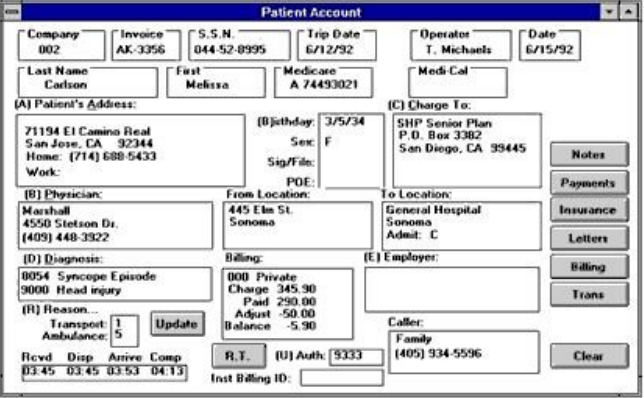 Patient Account
Company Invoice S.S.N. Trip Date Operator Date
002 AK-3356 044-52-8995 6/12/92 T. Michaels 6/15/92
Last Name First Medicare Medi-Cal
Carlson Melissa A 74493021
(A) Patient's Address:
71194 El Camino Real
San Jose, CA 92344
Home: (714) 688-5433
Work:
(B)irthday: 3/5/34
Sex: F
Sig/File:
POE:
(C) Charge To:
SHP Senior Plan
P.O. Box 3382
San Diego, CA 99445
(B) Physician:
Marshall
4550 Stetson Dr.
(409) 448-3922
From Location:
445 Elm St.
Sonoma
To Location:
General Hospital
Sonoma
Admit: C
(D) Diagnosis:
8054 Syncope Episode
9000 Head injury
Billing:
000 Private
Charge 345.90
Paid 290.00
Adjust -50.00
Balance -5.90
(E) Employer:
(R) Reason...
Transport: 1
Ambulance: 5
Update
Rcvd Disp Arrive Comp
03:45 03:45 03:53 04:13
R.T.
(U) Auth: 9333
Inst Billing ID:
Caller:
Family
(405) 934-5596
Notes
Payments
Insurance
Letters
Billing
Trans
Clear